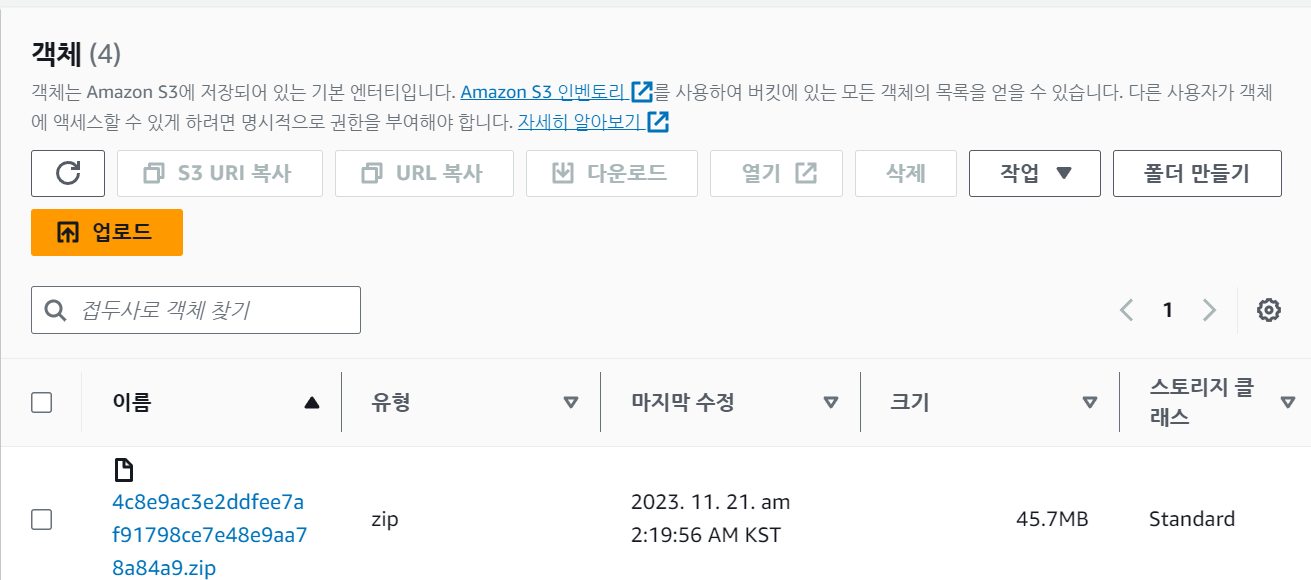 객체 (4)
객체는 Amazon S3에 저장되어 있는 기본 엔터티입니다. Amazon S3 인벤토리를 사용하여 버킷에 있는 모든 객체의 목록을 얻을 수 있습니다. 다른 사용자가 객체
에 액세스할 수 있게 하려면 명시적으로 권한을 부여해야 합니다. 자세히 알아보기
S3 URI 복사 URL 복사 다운로드 열기 삭제 작업 폴더 만들기
업로드
접두사로 객체 찾기 1
이름 유형 마지막 수정 크기 스토리지 클
래스
4c8e9ac3e2ddfee7a
f91798ce7e48e9aa7
8a84a9.zip
zip
2023. 11. 21. am
2:19:56 AM KST
45.7MB
Standard